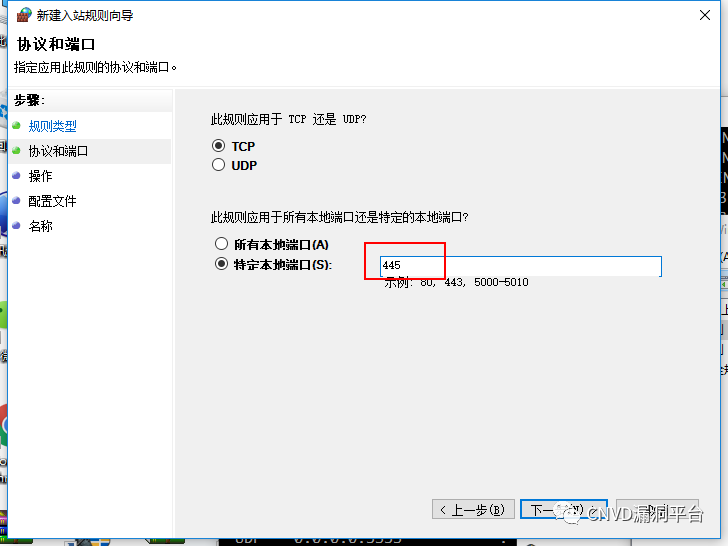 新建入站规则向导
协议和端口
指定应用此规则的协议和端口。
步骤:
规则类型
协议和端口
操作
配置文件
名称
此规则应用于 TCP 还是 UDP?
TCP
UDP
此规则应用于所有本地端口还是特定的本地端口?
所有本地端口(A)
特定本地端口(S):
445
示例: 80, 443, 5000-5010
< 上一步(B)
下一
CNVD漏洞平台